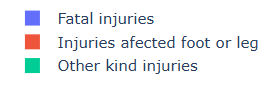 Fatal injuries
Injuries afected foot or leg
Other kind injuries